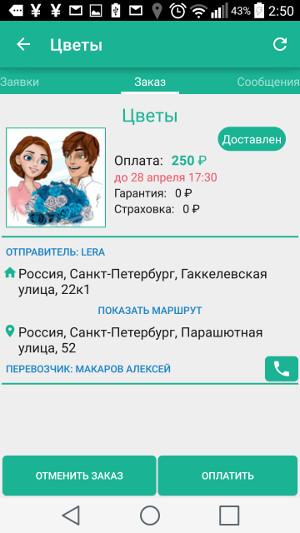 43% 2:50
Цветы
Заявки Заказ Сообщения
Цветы
Доставлен
Оплата: 250 ₽
до 28 апреля 17:30
Гарантия: 0 ₽
Страховка: 0 ₽
ОТПРАВИТЕЛЬ: LERA
Россия, Санкт-Петербург, Гаккелевская
улица, 22к1
ПОКАЗАТЬ МАРШРУТ
Россия, Санкт-Петербург, Парашютная
улица, 52
ПЕРЕВОЗЧИК: МАКАРОВ АЛЕКСЕЙ
ОТМЕНИТЬ ЗАКАЗ ОПЛАТИТЬ